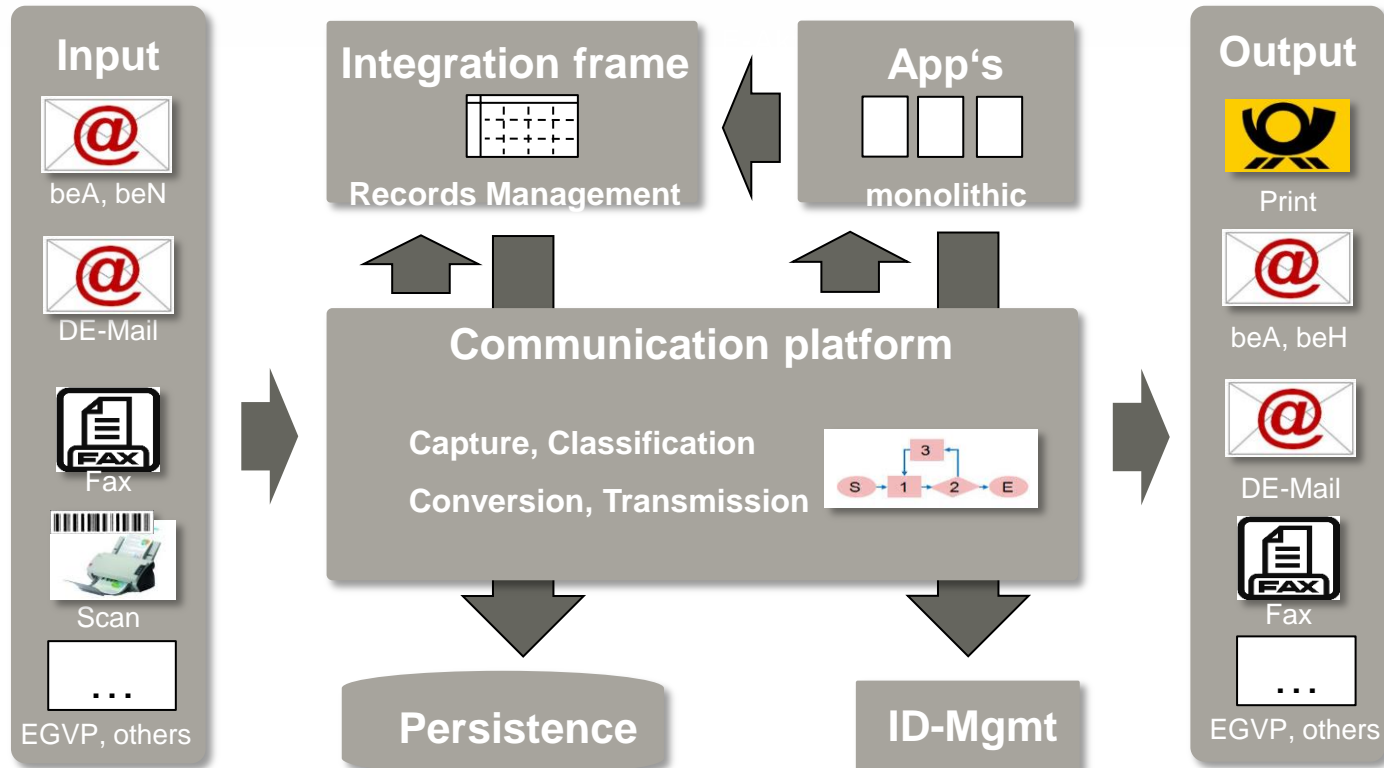 Input
@
beA, beN
@
DE-Mail
FAX
Fax
Scan
...
EGVP, others
Integration frame
Records Management
App‘s
monolithic
Communication platform
Capture, Classification
Conversion, Transmission
3
S 1 2 E
Persistence
ID-Mgmt
Output
Print
@
beA, beH
@
DE-Mail
FAX
Fax
...
EGVP, others